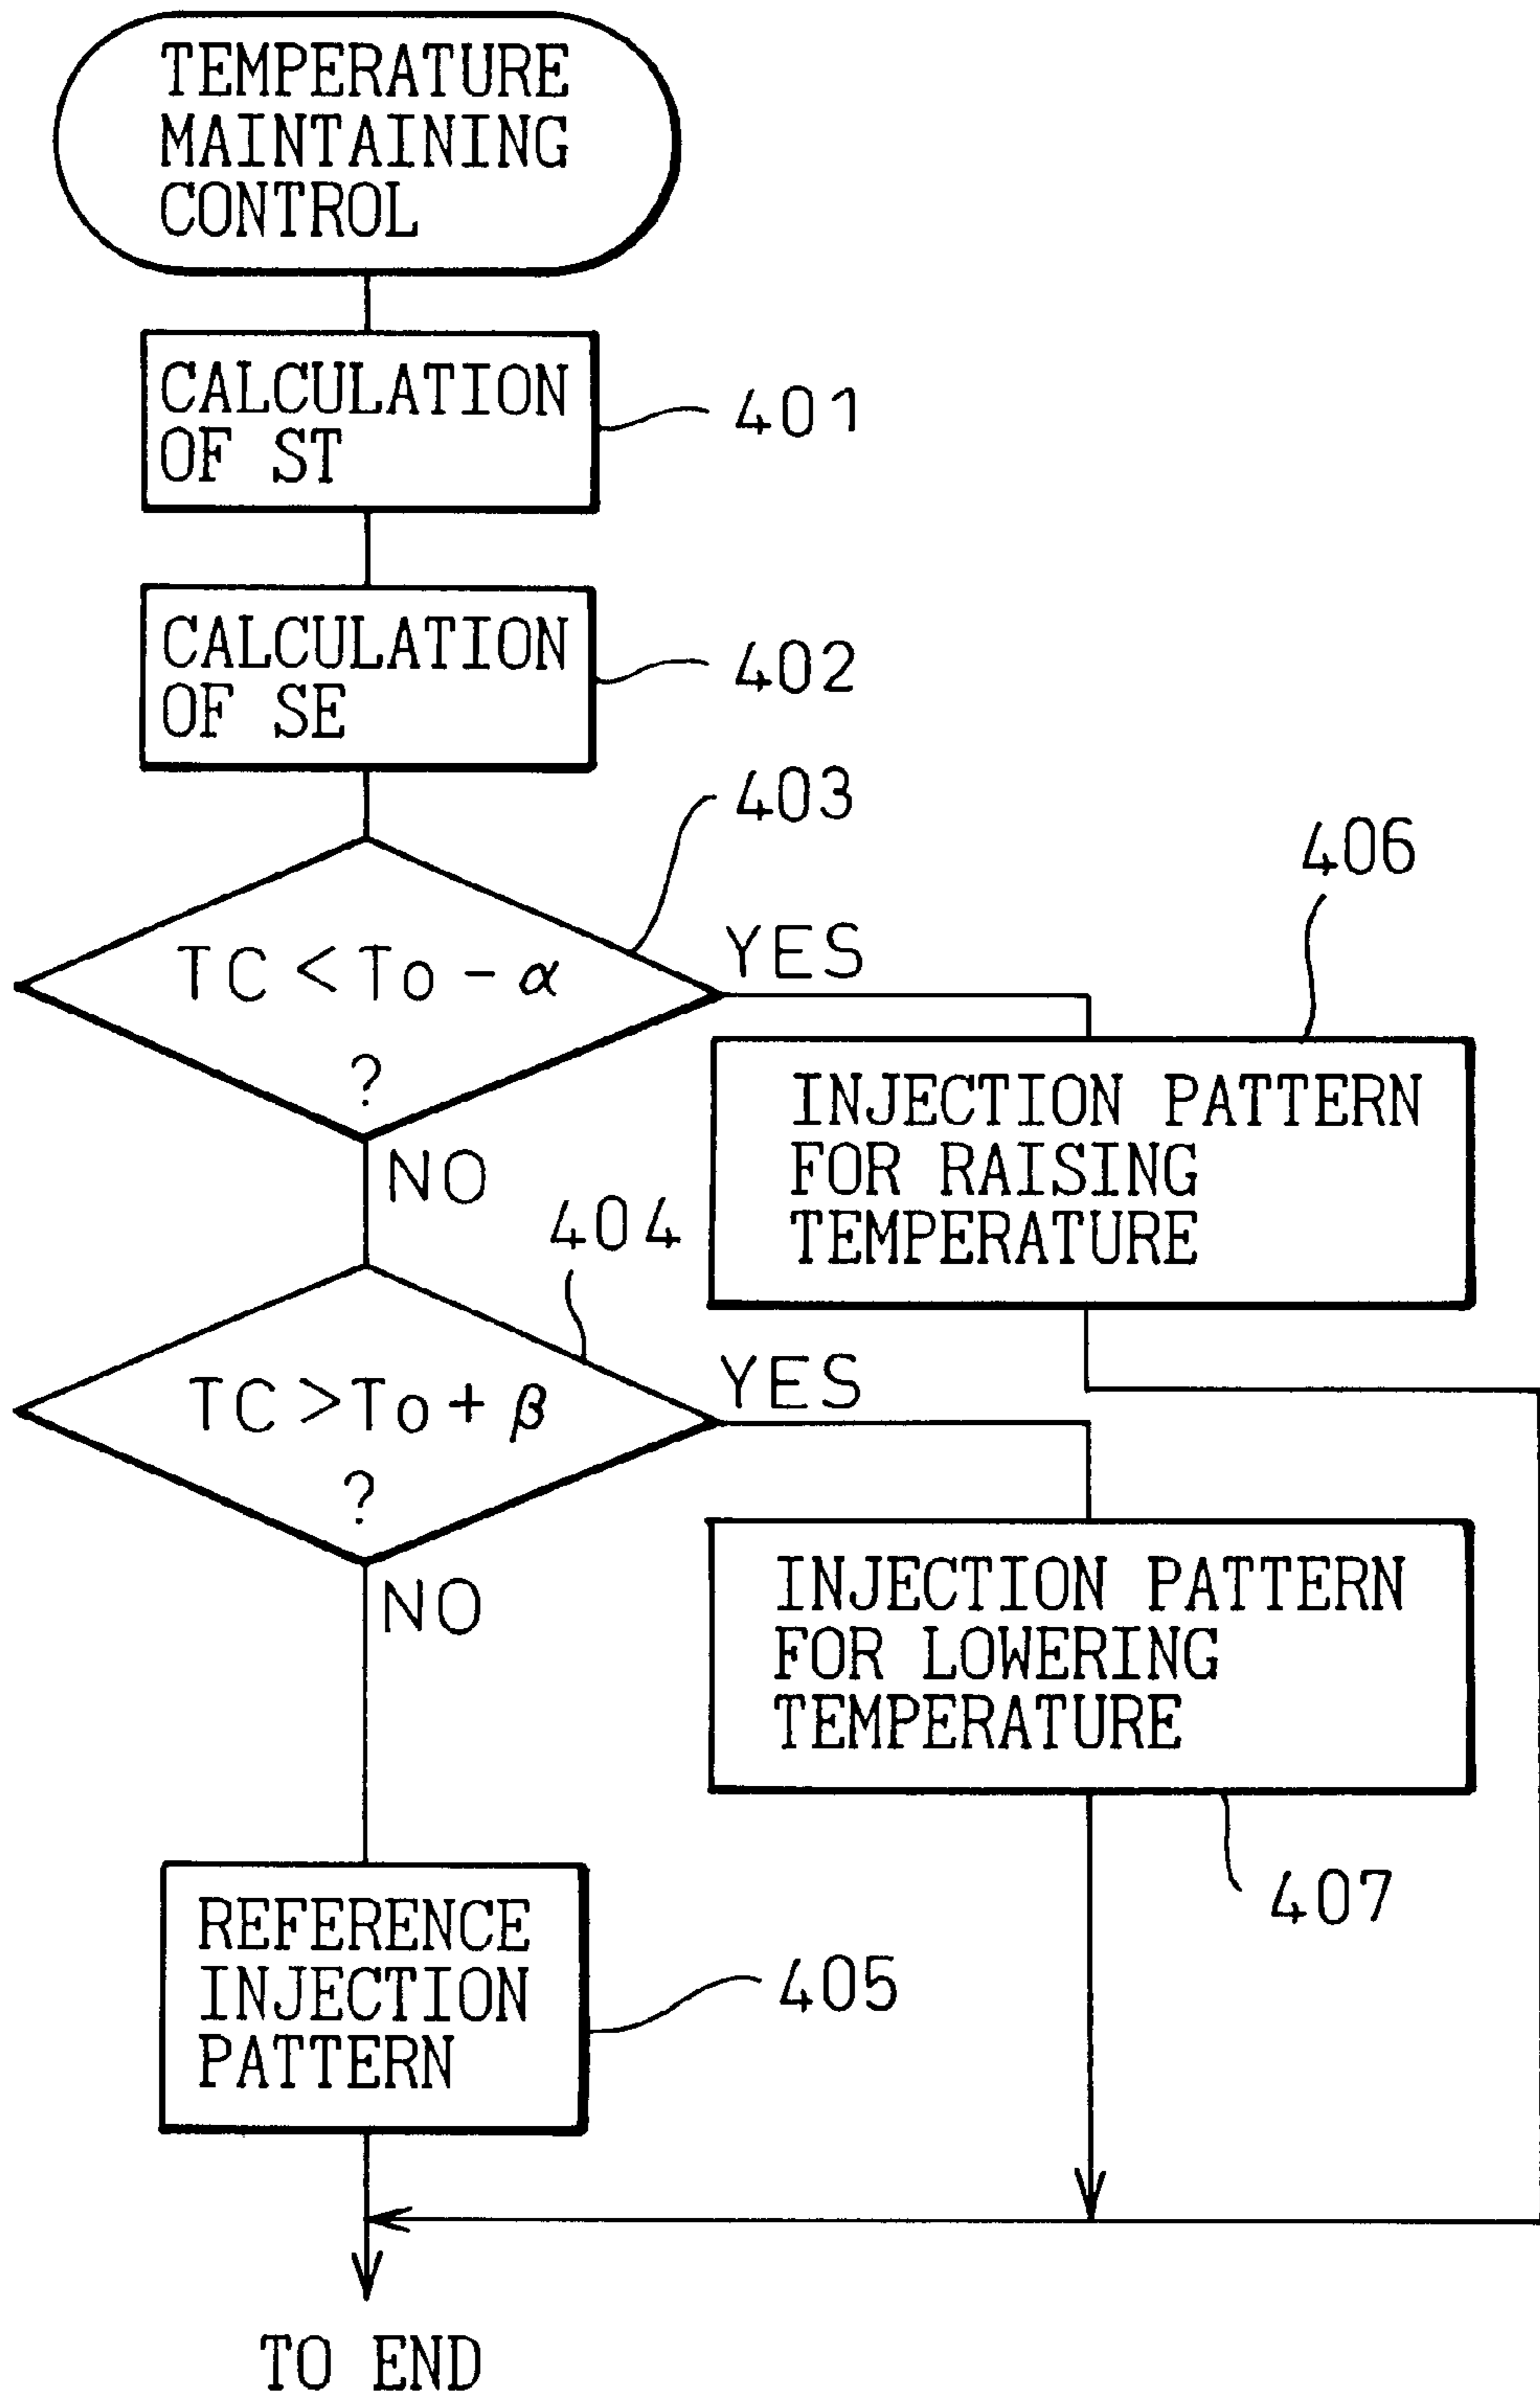 TEMPERATURE
MAINTAINING
CONTROL
CALCULATION
OF ST
401
CALCULATION
OF SE
402
403
TC < To - α
?
YES
406
INJECTION PATTERN
FOR RAISING
TEMPERATURE
NO
404
TC > To + β
?
YES
INJECTION PATTERN
FOR LOWERING
TEMPERATURE
407
NO
REFERENCE
INJECTION
PATTERN
405
TO END